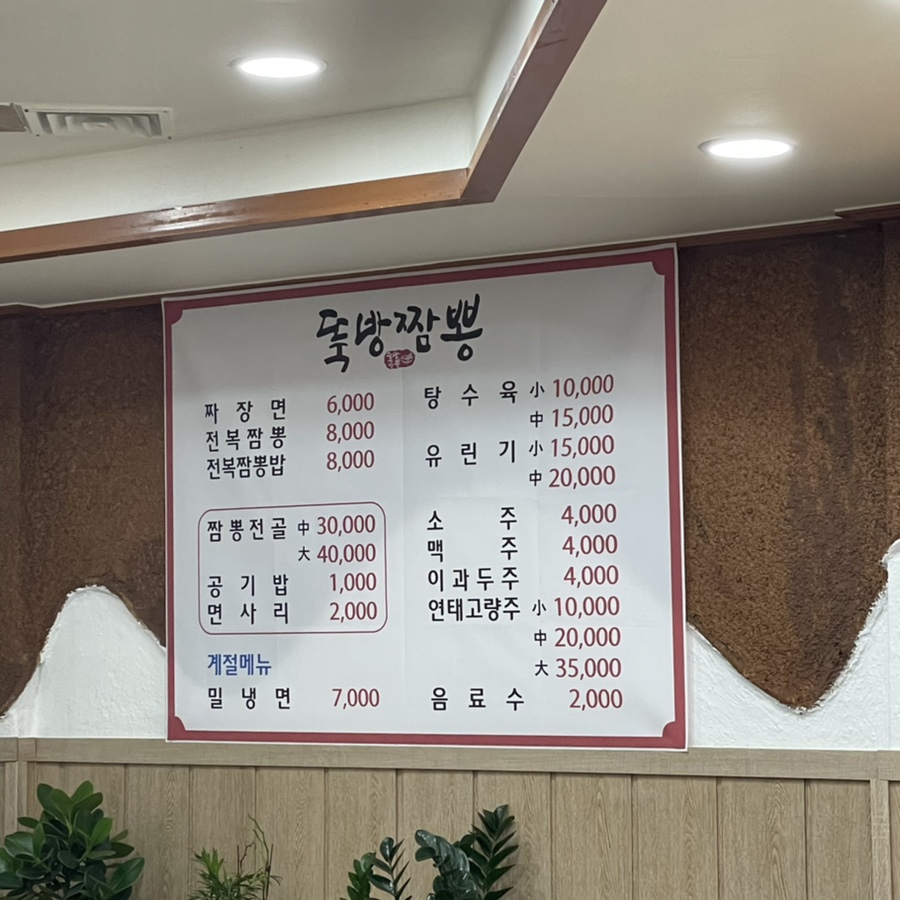 뚝방짬뽕
짜장면 6,000
전복짬뽕 8,000
전복짬뽕밥 8,000
짬뽕전골 中 30,000
大 40,000
공기밥 1,000
면사리 2,000
계절메뉴
밀냉면 7,000
탕수육 小 10,000
中 15,000
유린기 小 15,000
中 20,000
소주 4,000
맥주 4,000
이과두주 4,000
연태고량주 小 10,000
中 20,000
大 35,000
음료수 2,000